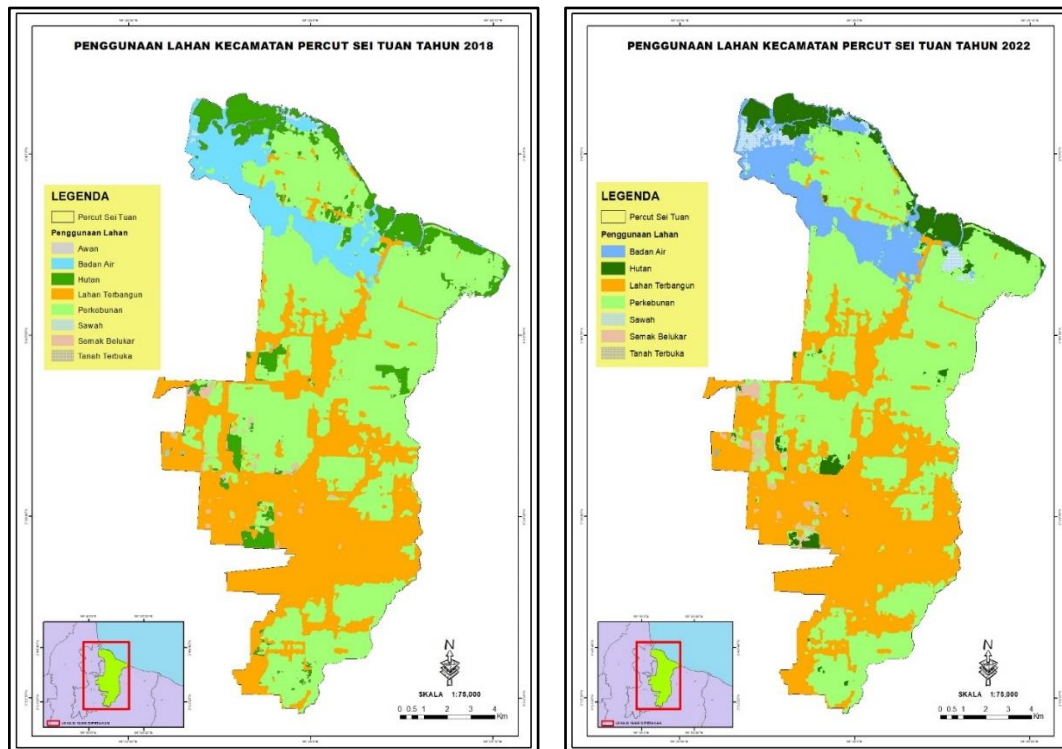 PENGGUNAAN LAHAN KECAMATAN PERCUT SEI TUAN TAHUN 2018
LEGENDA
Percut Sei Tuan
Penggunaan Lahan
Awan
Badan Air
Hutan
Lahan Terbangun
Perkebunan
Sawah
Semak Belukar
Tanah Terbuka
N
SKALA 1:75,000
0 0.5 1 2 3 4
Km
PENGGUNAAN LAHAN KECAMATAN PERCUT SEI TUAN TAHUN 2022
LEGENDA
Percut Sei Tuan
Penggunaan Lahan
Badan Air
Hutan
Lahan Terbangun
Perkebunan
Sawah
Semak Belukar
Tanah Terbuka
N
SKALA 1:75,000
0 0.5 1 2 3 4
Km